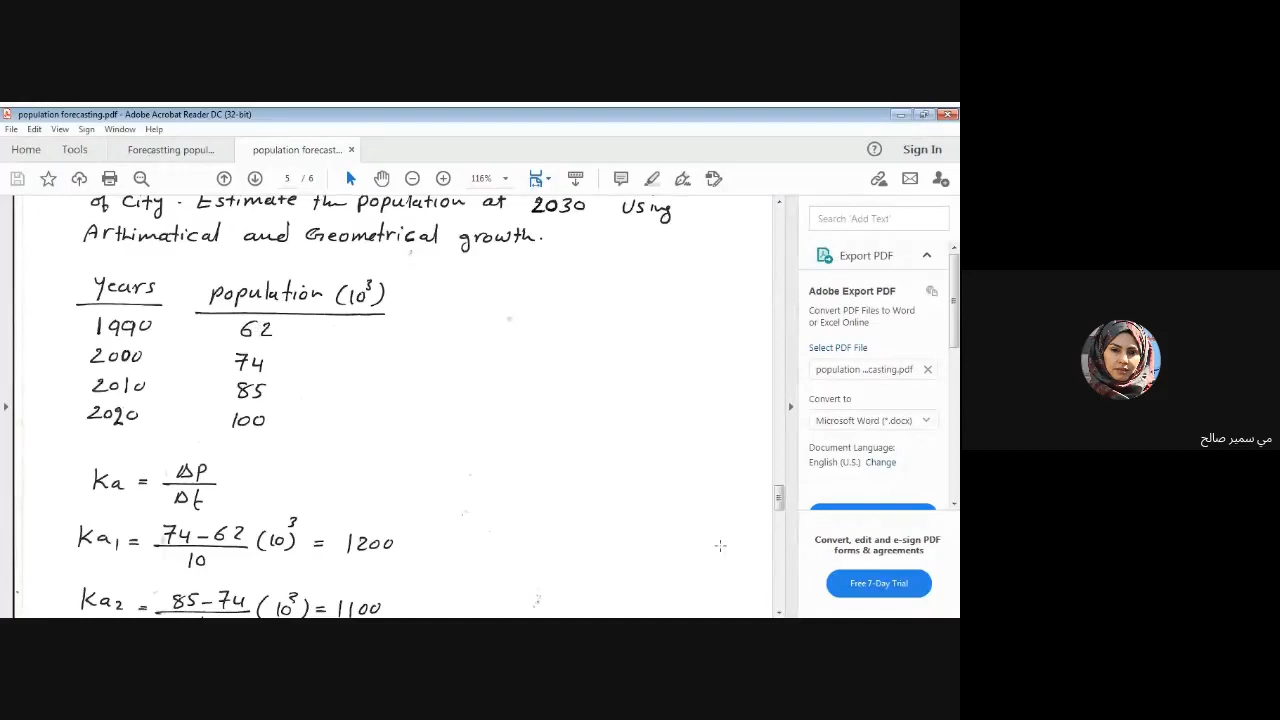 population forecasting.pdf - Adobe Acrobat Reader DC (32-bit)
File Edit View Sign Window Help
Home Tools Forecastting popul... population forecast... × Sign In
5 / 6 116%
of City. Estimate the population at 2030 Using
Arthimatical and Geometrical growth.
Years population (10³)
1990 62
2000 74
2010 85
2020 100
Ka = ΔP / Δt
Ka₁ = 74-62 / 10 (10)³ = 1200
Ka₂ = 85-74 (10³) = 1100
Search 'Add Text'
Export PDF
Adobe Export PDF
Convert PDF Files to Word
or Excel Online
Select PDF File
population ...casting.pdf
Convert to
Microsoft Word (*.docx)
Document Language:
English (U.S.) Change
Convert, edit and e-sign PDF
forms & agreements
Free 7-Day Trial
مي سمير صالح